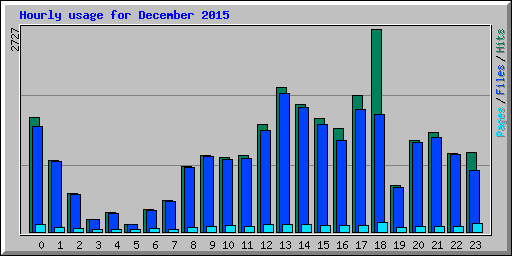 Hourly usage for December 2015
2727
Pages / Files / Hits
0 1 2 3 4 5 6 7 8 9 10 11 12 13 14 15 16 17 18 19 20 21 22 23